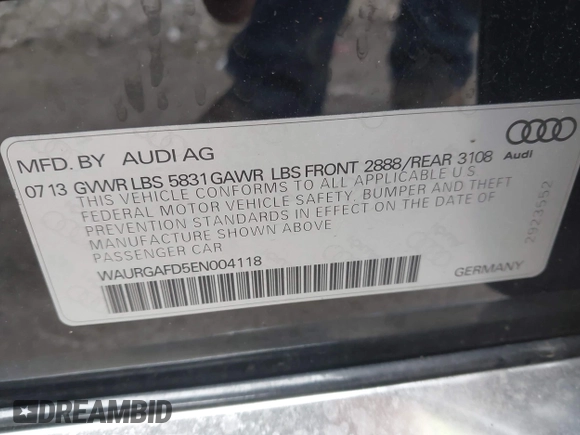 MFD. BY AUDI AG
Audi
07 13 GVWR LBS 5831 GAWR LBS FRONT 2888/REAR 3108
THIS VEHICLE CONFORMS TO ALL APPLICABLE U S
FEDERAL MOTOR VEHICLE SAFETY, BUMPER AND THEFT
PREVENTION STANDARDS IN EFFECT ON THE DATE OF
MANUFACTURE SHOWN ABOVE
PASSENGER CAR
WAURGAFD5EN004118
GERMANY
2923552
DREAMBID